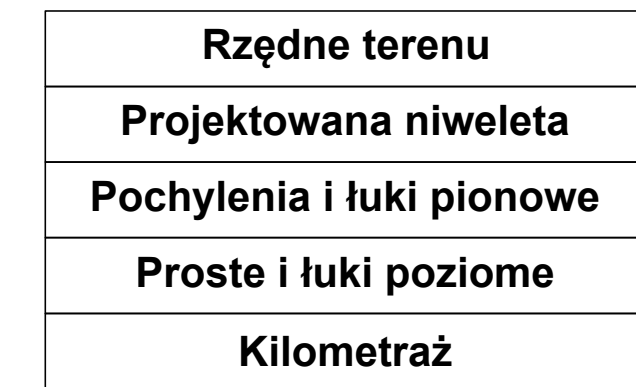 Rzędne terenu
Projektowana niweleta
Pochylenia i łuki pionowe
Proste i łuki poziome
Kilometraż